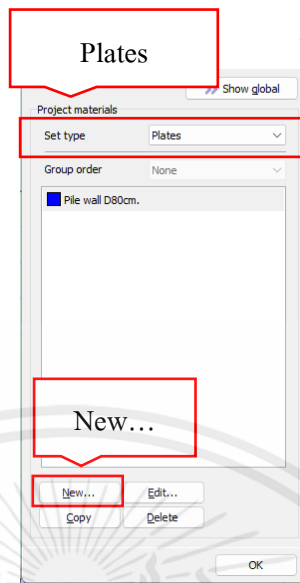 Plates
Show global
Project materials
Set type Plates
Group order None
Pile wall D80cm.
New…
New... Edit...
Copy Delete
OK